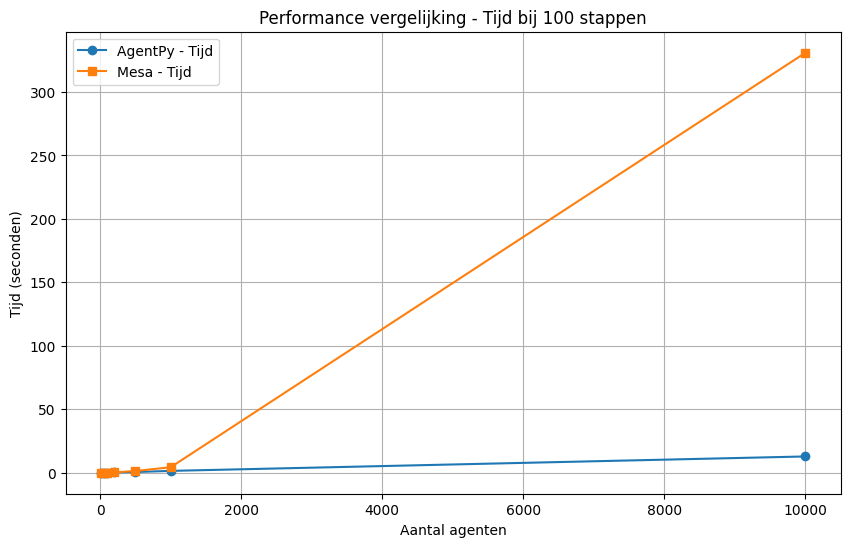 Performance vergelijking - Tijd bij 100 stappen
AgentPy - Tijd
Mesa - Tijd
300
250
200
150
100
50
0
Tijd (seconden)
0 2000 4000 6000 8000 10000
Aantal agenten